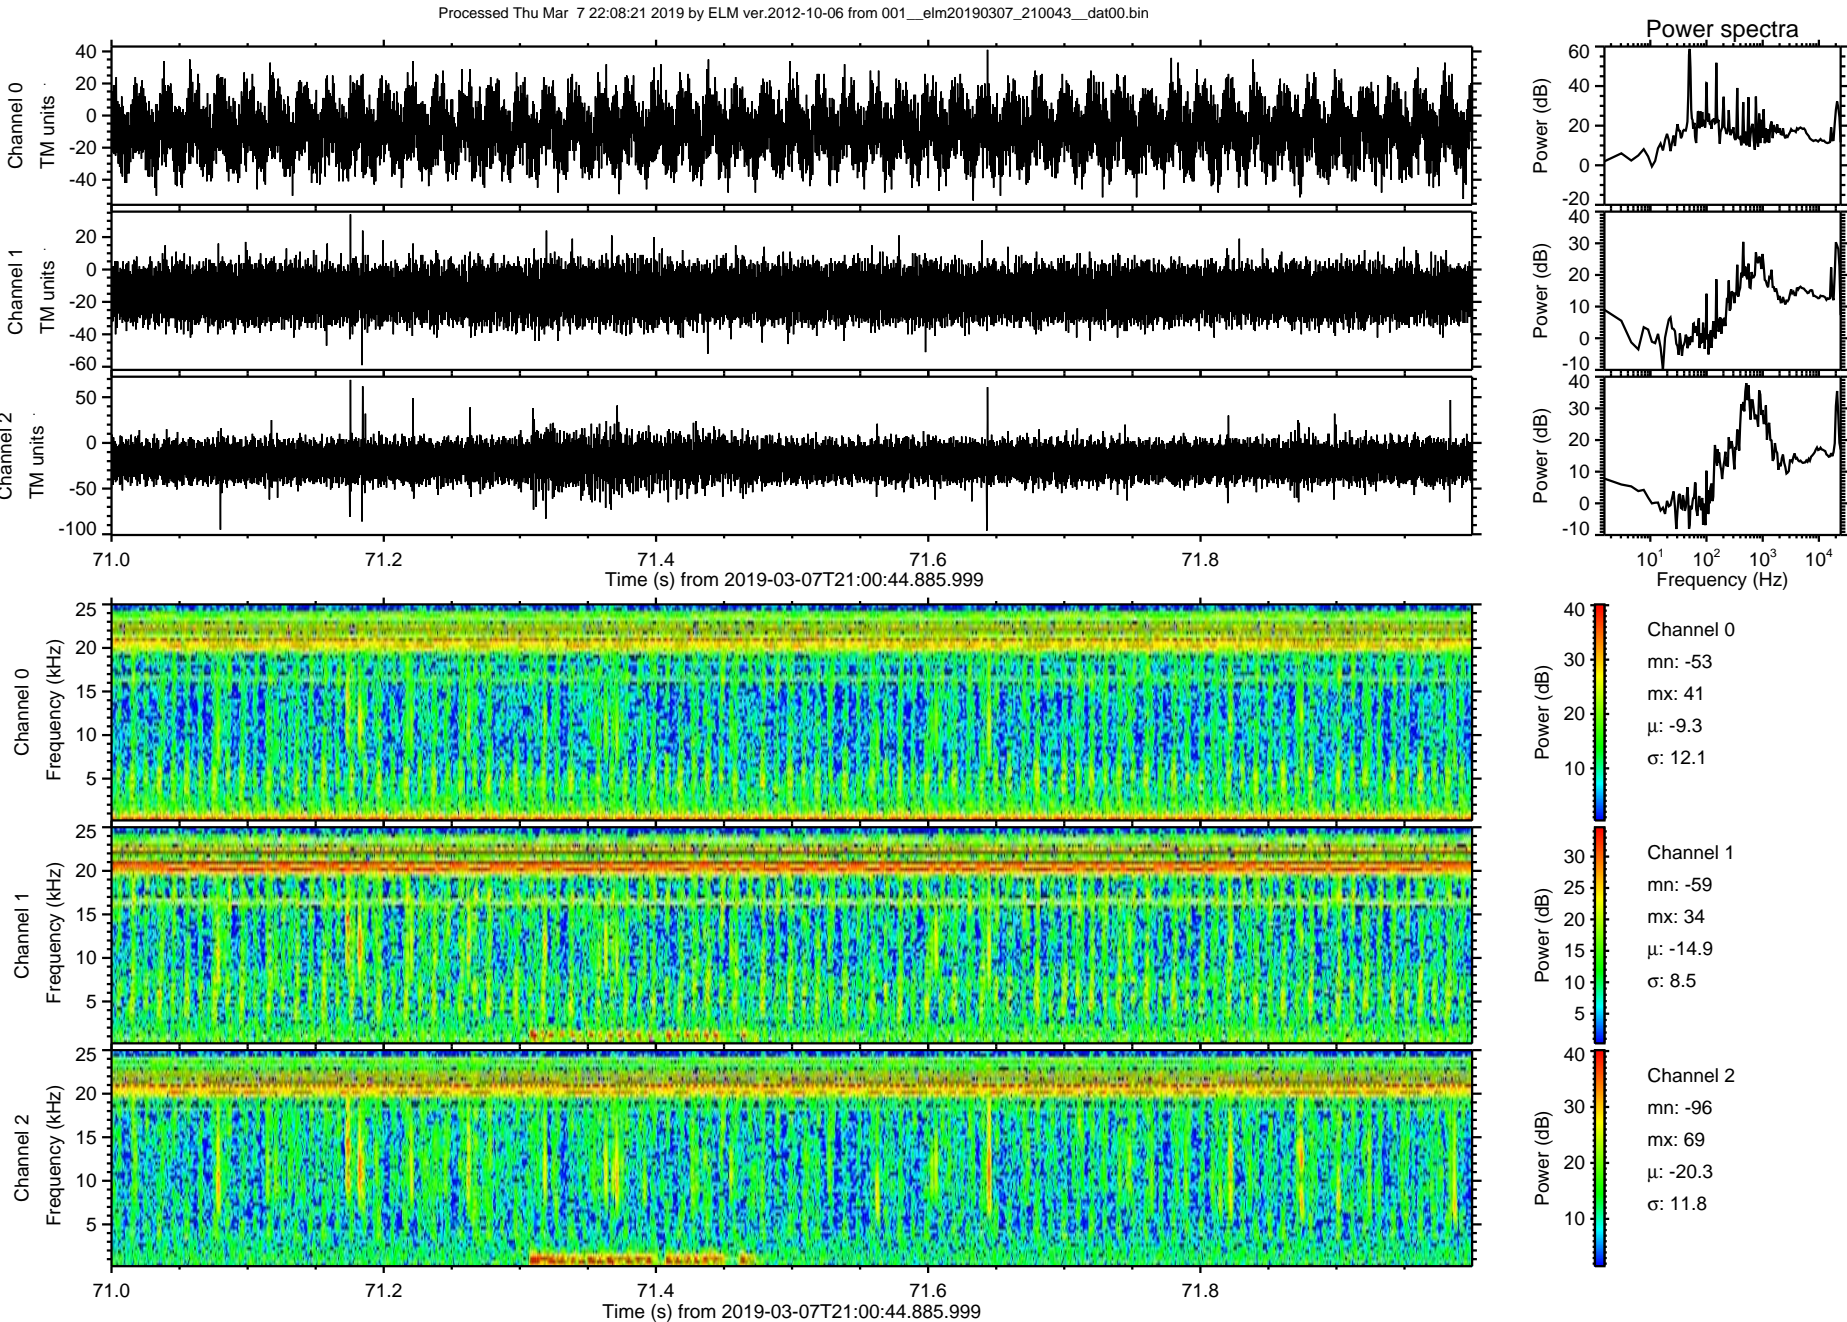 Processed Thu Mar 7 22:08:21 2019 by ELM ver.2012-10-06 from 001__elm20190307_210043__dat00.bin
Power spectra
Channel 0
TM units
40
20
0
-20
-40
Power (dB)
60
40
20
0
-20
Channel 1
TM units
20
0
-20
-40
-60
Power (dB)
40
30
20
10
0
-10
Channel 2
TM units
50
0
-50
-100
Power (dB)
40
30
20
10
0
-10
71.0 71.2 71.4 71.6 71.8
Time (s) from 2019-03-07T21:00:44.885.999
10^1 10^2 10^3 10^4
Frequency (Hz)
Channel 0
Frequency (kHz)
25
20
15
10
5
Power (dB)
40
30
20
10
Channel 0
mn: -53
mx: 41
μ: -9.3
σ: 12.1
Channel 1
Frequency (kHz)
25
20
15
10
5
Power (dB)
30
25
20
15
10
5
Channel 1
mn: -59
mx: 34
μ: -14.9
σ: 8.5
Channel 2
Frequency (kHz)
25
20
15
10
5
Power (dB)
40
30
20
10
Channel 2
mn: -96
mx: 69
μ: -20.3
σ: 11.8
71.0 71.2 71.4 71.6 71.8
Time (s) from 2019-03-07T21:00:44.885.999